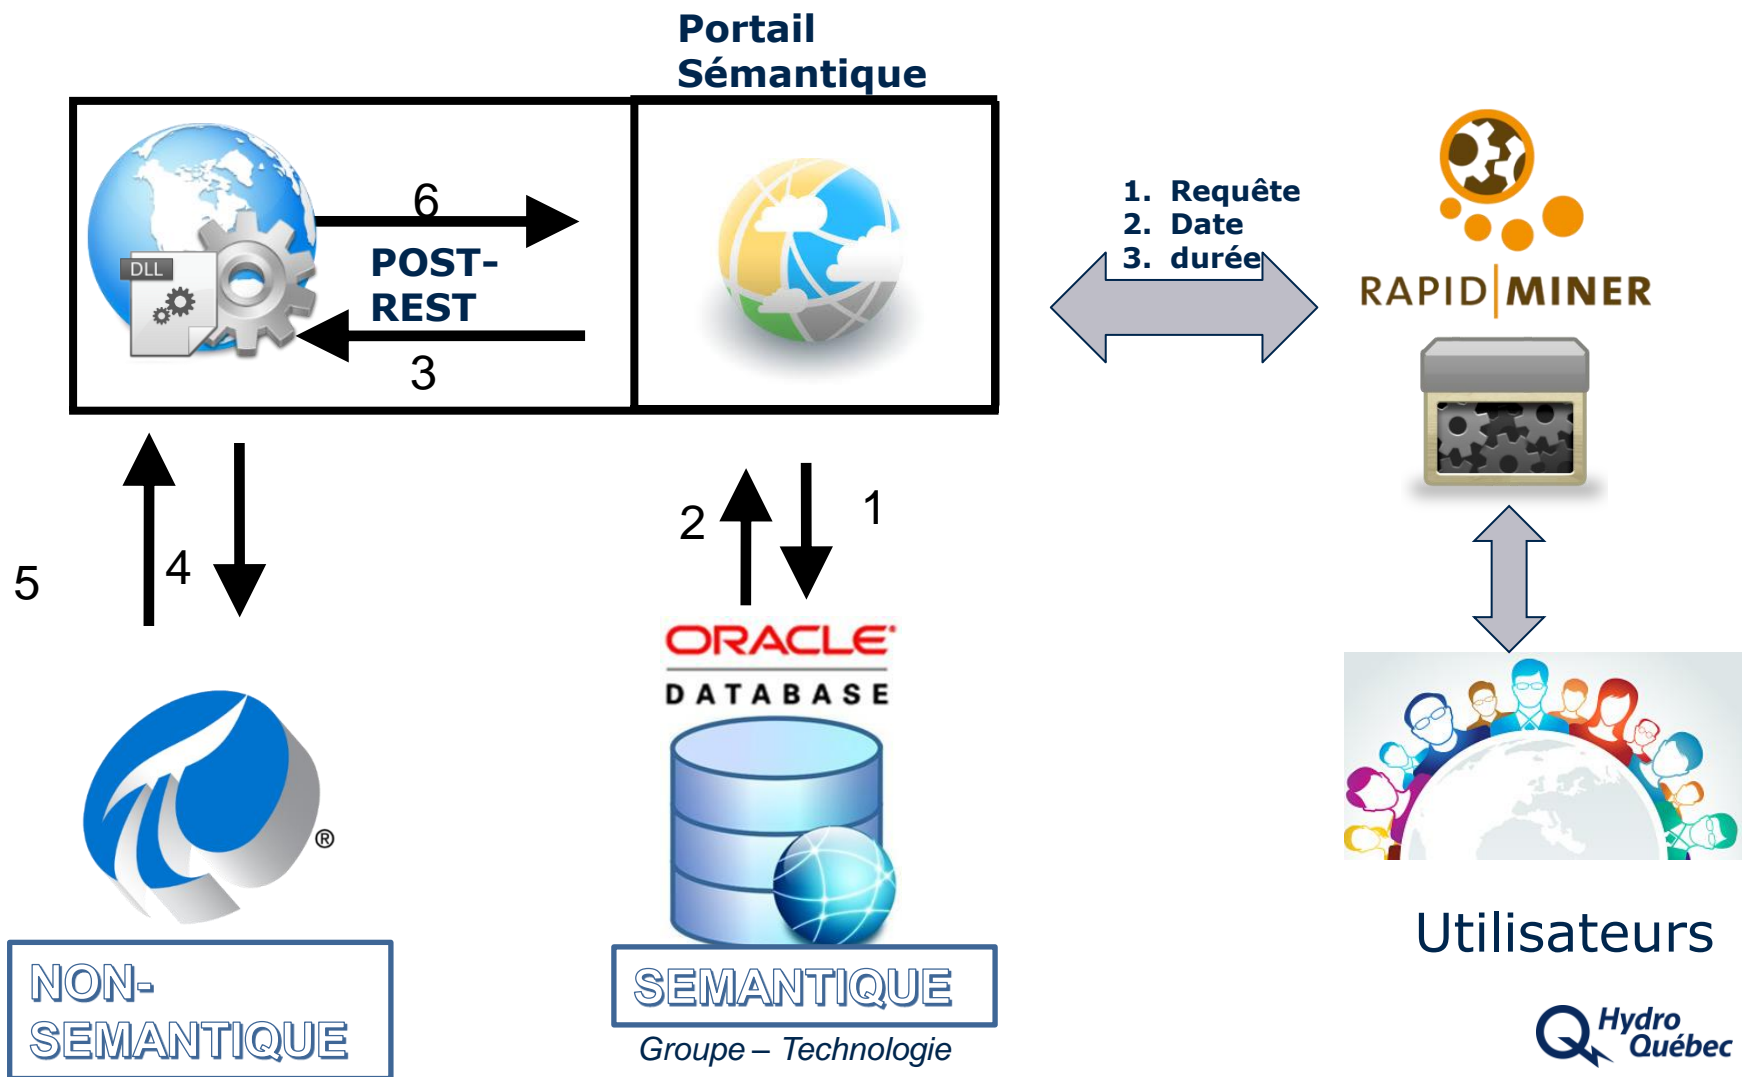 Portail
Sémantique
6
DLL
POST-
REST
3
1. Requête
2. Date
3. durée
RAPID|MINER
5
4
2
1
ORACLE
DATABASE
®
NON-
SEMANTIQUE
SEMANTIQUE
Groupe – Technologie
Utilisateurs
Hydro
Québec